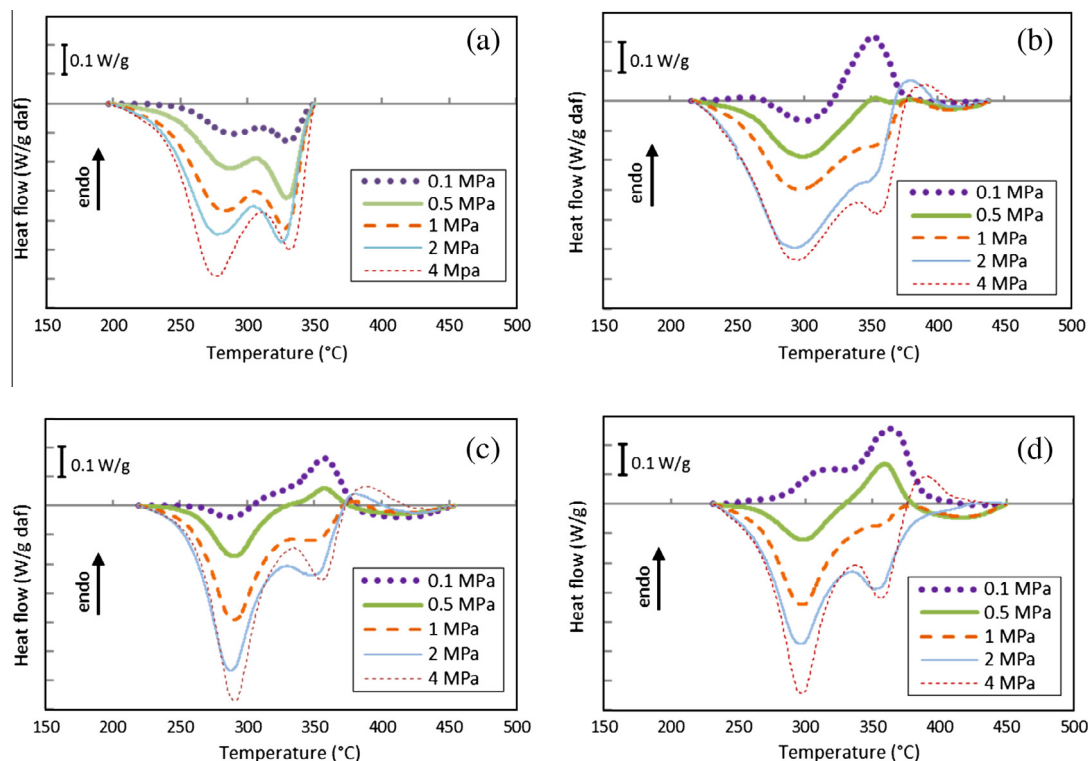 (a)
0.1 W/g
Heat flow (W/g daf)
endo
0.1 MPa
0.5 MPa
1 MPa
2 MPa
4 Mpa
150 200 250 300 350 400 450 500
Temperature (°C)
(b)
0.1 W/g
Heat flow (W/g daf)
endo
0.1 MPa
0.5 MPa
1 MPa
2 MPa
4 MPa
150 200 250 300 350 400 450 500
Temperature (°C)
(c)
0.1 W/g
Heat flow (W/g daf)
endo
0.1 MPa
0.5 MPa
1 MPa
2 MPa
4 MPa
150 200 250 300 350 400 450 500
Temperature (°C)
(d)
0.1 W/g
Heat flow (W/g)
endo
0.1 MPa
0.5 MPa
1 MPa
2 MPa
4 MPa
150 200 250 300 350 400 450 500
Temperature (°C)